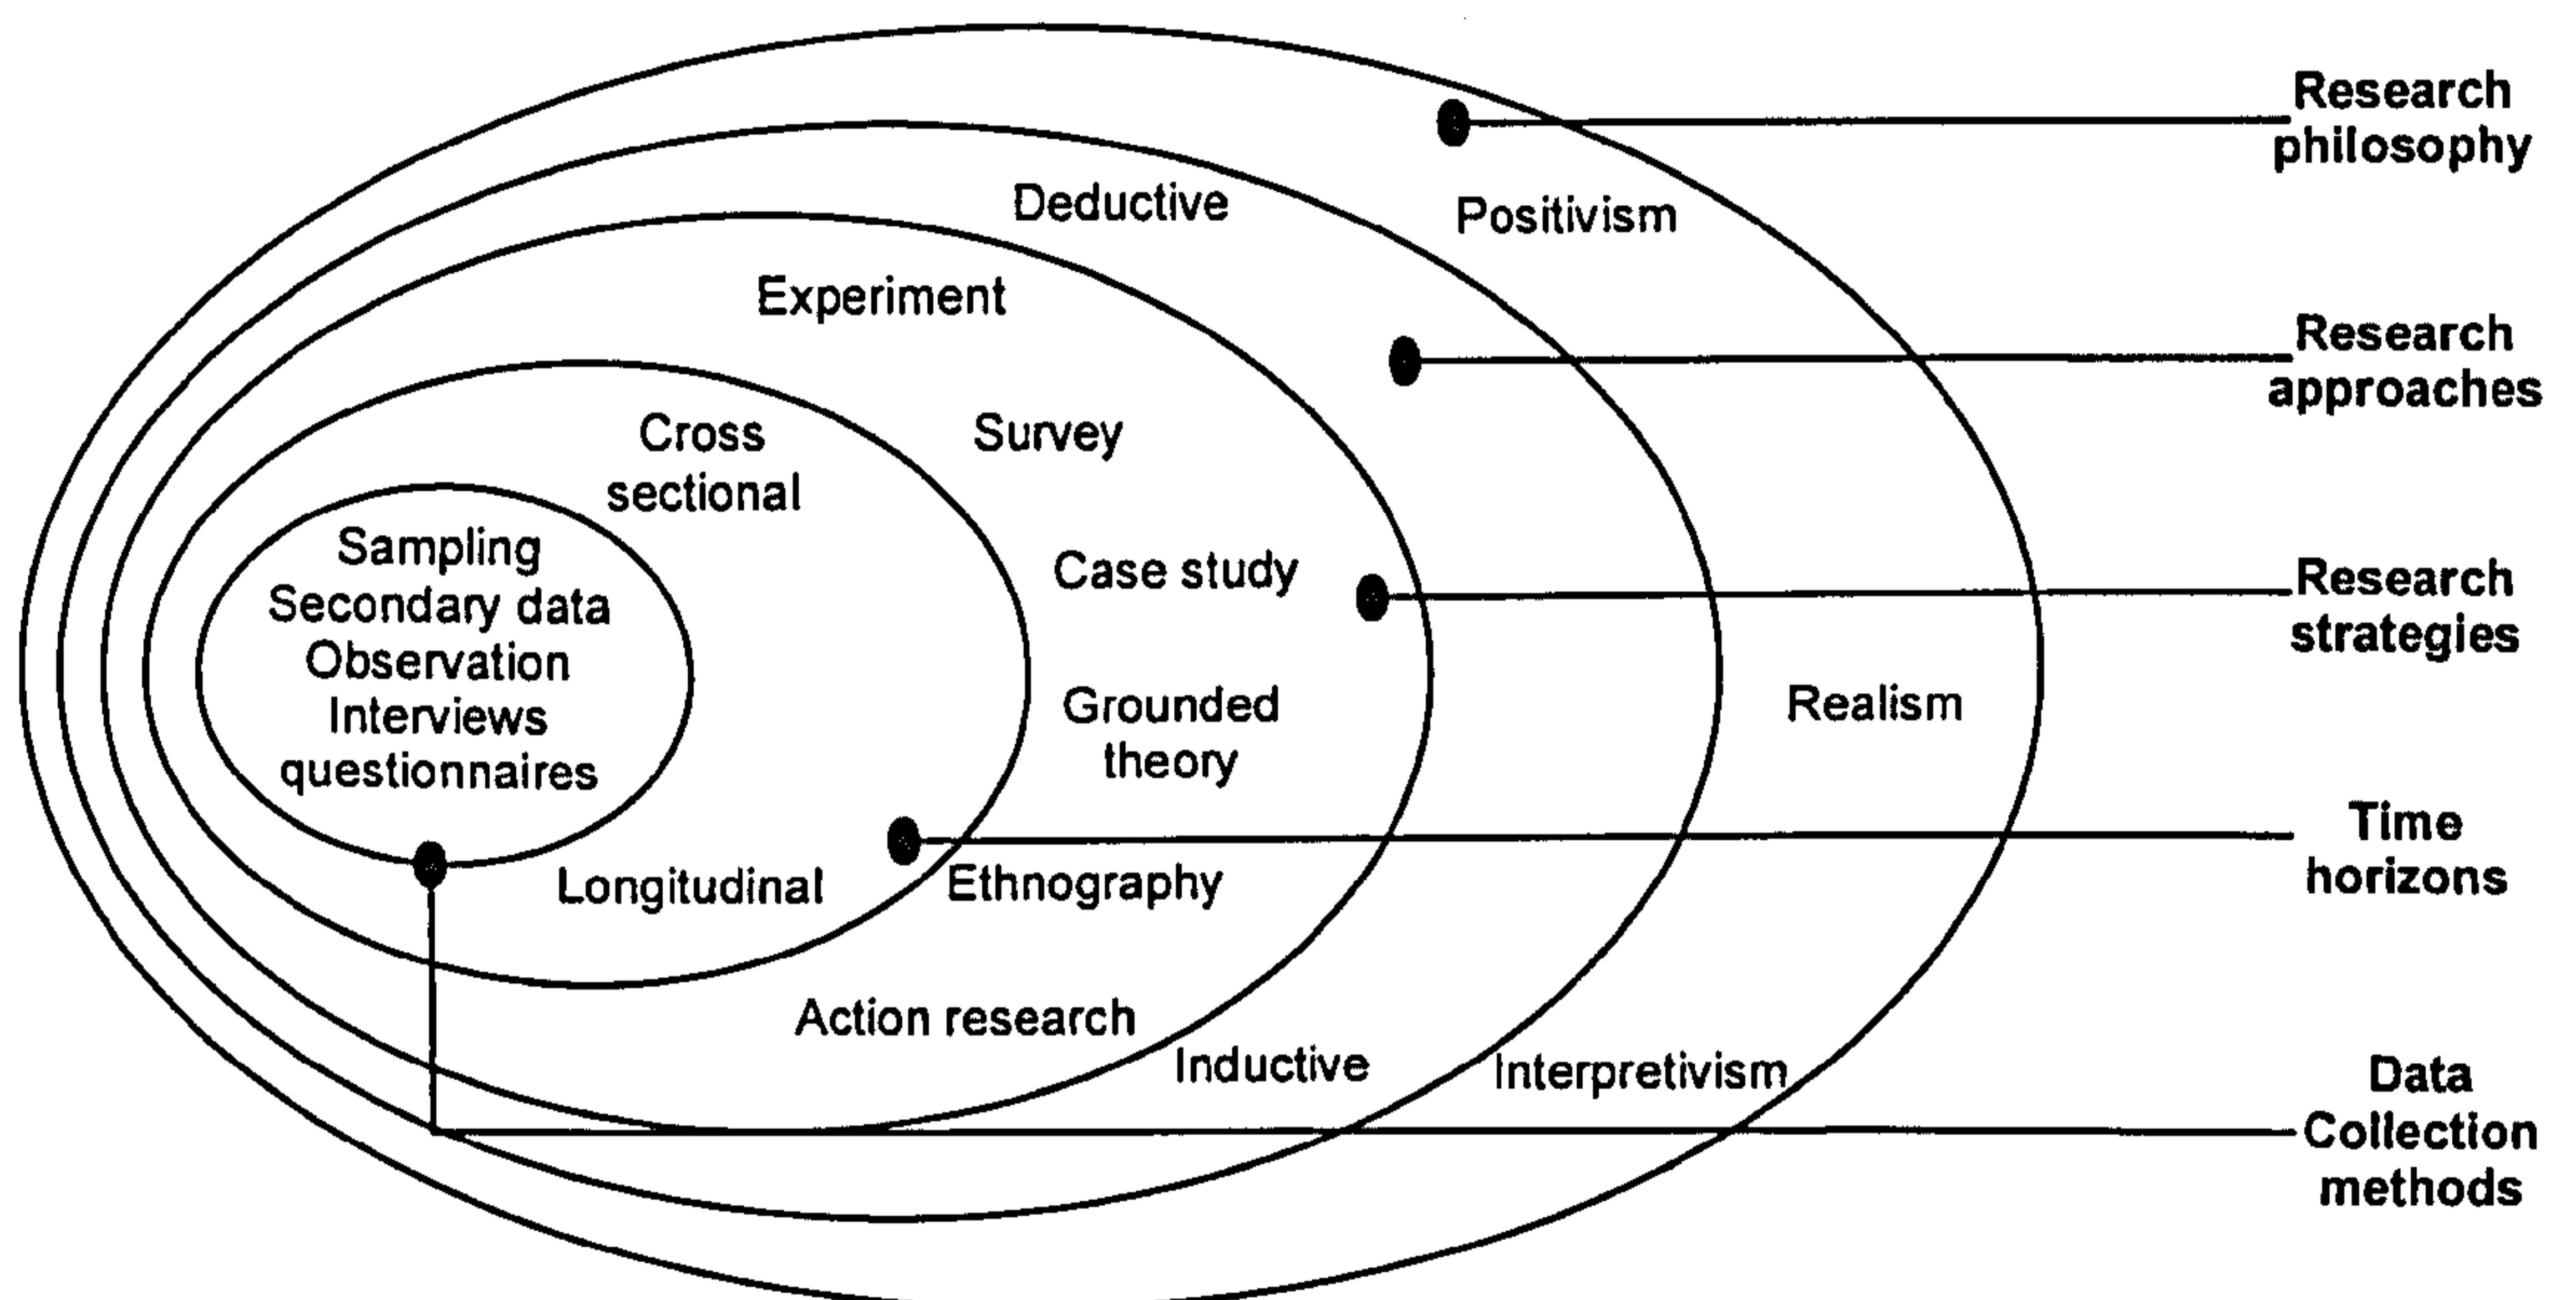 Research
philosophy
Deductive
Positivism
Experiment
Research
approaches
Cross
sectional
Survey
Sampling
Secondary data
Observation
Interviews
questionnaires
Case study
Research
strategies
Grounded
theory
Realism
Time
horizons
Longitudinal
Ethnography
Action research
Inductive
Interpretivism
Data
Collection
methods